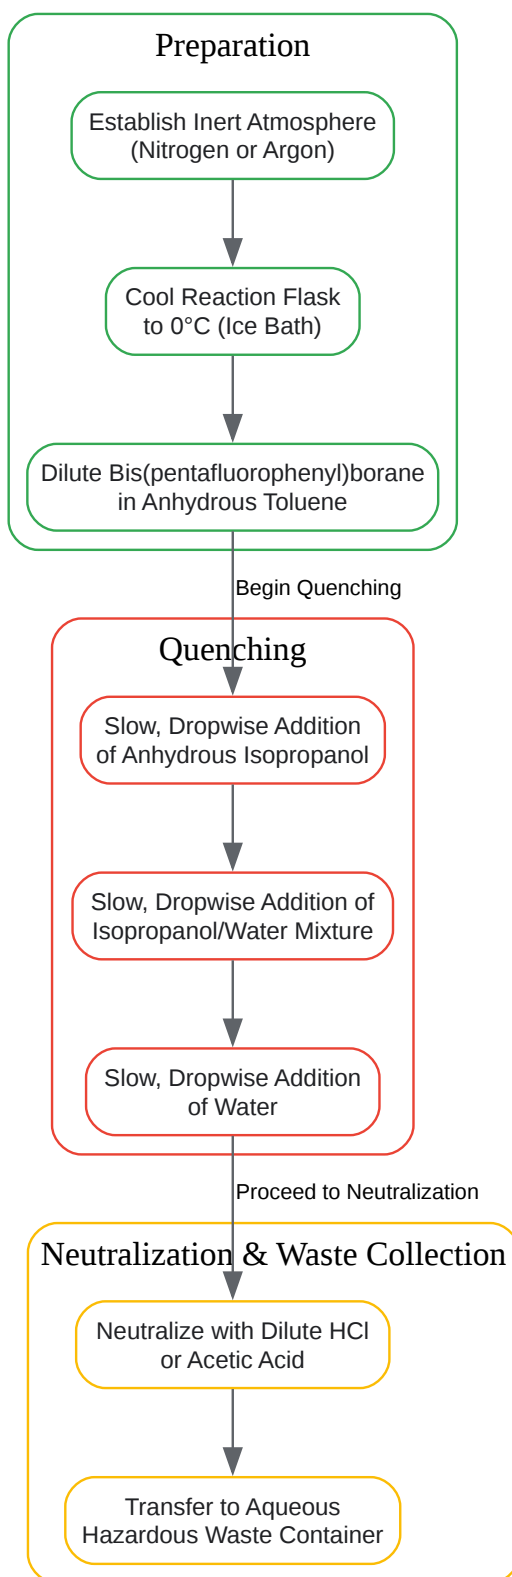 Preparation
Establish Inert Atmosphere
(Nitrogen or Argon)
Cool Reaction Flask
to 0°C (Ice Bath)
Dilute Bis(pentafluorophenyl)borane
in Anhydrous Toluene
Begin Quenching
Quenching
Slow, Dropwise Addition
of Anhydrous Isopropanol
Slow, Dropwise Addition of
Isopropanol/Water Mixture
Slow, Dropwise Addition
of Water
Proceed to Neutralization
Neutralization & Waste Collection
Neutralize with Dilute HCl
or Acetic Acid
Transfer to Aqueous
Hazardous Waste Container